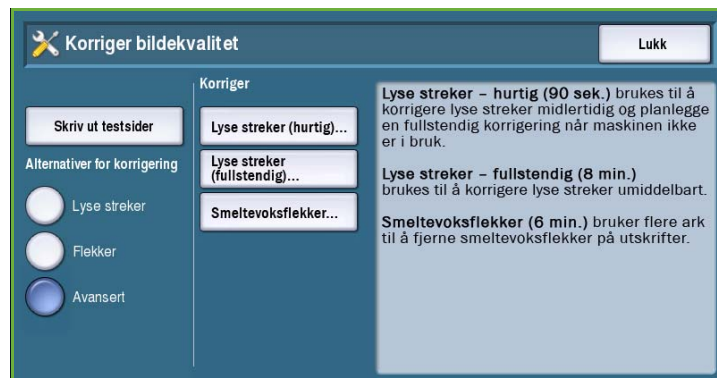 Korriger bildekvalitet
Lukk
Skriv ut testsider
Alternativer for korrigering
Lyse streker
Flekker
Avansert
Korriger
Lyse streker (hurtig)...
Lyse streker
(fullstendig)...
Smeltevoksflekker...
Lyse streker – hurtig (90 sek.) brukes til å
korrigere lyse streker midlertidig og planlegge
en fullstendig korrigering når maskinen ikke
er i bruk.
Lyse streker – fullstendig (8 min.)
brukes til å korrigere lyse streker umiddelbart.
Smeltevoksflekker (6 min.) bruker flere ark
til å fjerne smeltevoksflekker på utskrifter.